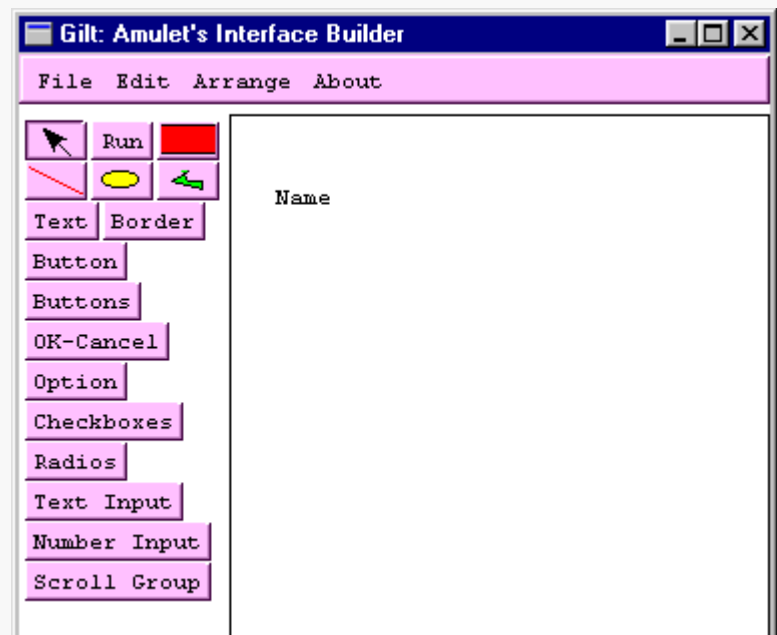 Gilt: Amulet's Interface Builder
File Edit Arrange About
Run
Name
Text Border
Button
Buttons
OK-Cancel
Option
Checkboxes
Radios
Text Input
Number Input
Scroll Group